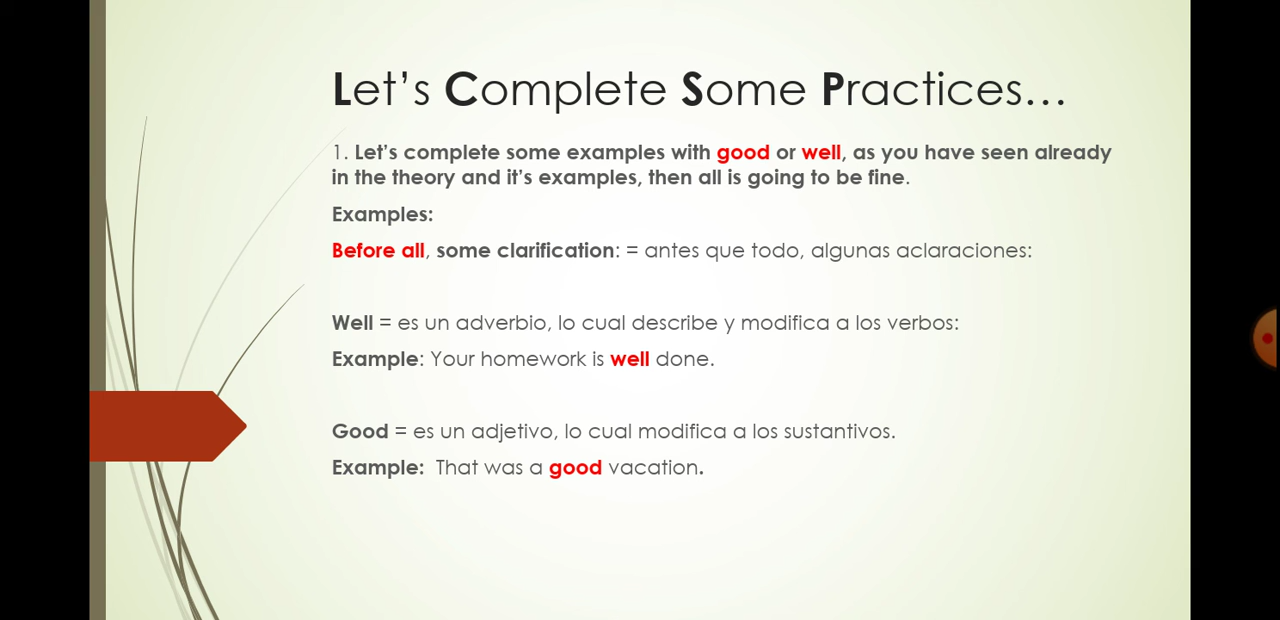 Let’s Complete Some Practices…
1. Let’s complete some examples with good or well, as you have seen already
in the theory and it’s examples, then all is going to be fine.
Examples:
Before all, some clarification: = antes que todo, algunas aclaraciones:
Well = es un adverbio, lo cual describe y modifica a los verbos:
Example: Your homework is well done.
Good = es un adjetivo, lo cual modifica a los sustantivos.
Example: That was a good vacation.